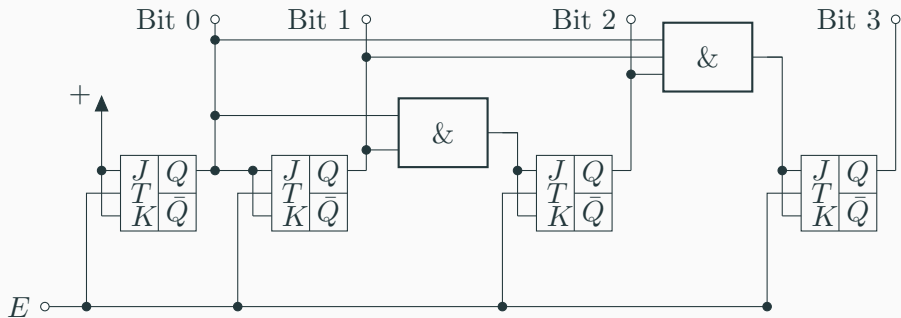 Bit 0 Bit 1 Bit 2 Bit 3
&
+
&
J Q J Q J Q J Q
T T T T
K Q̄ K Q̄ K Q̄ K Q̄
E